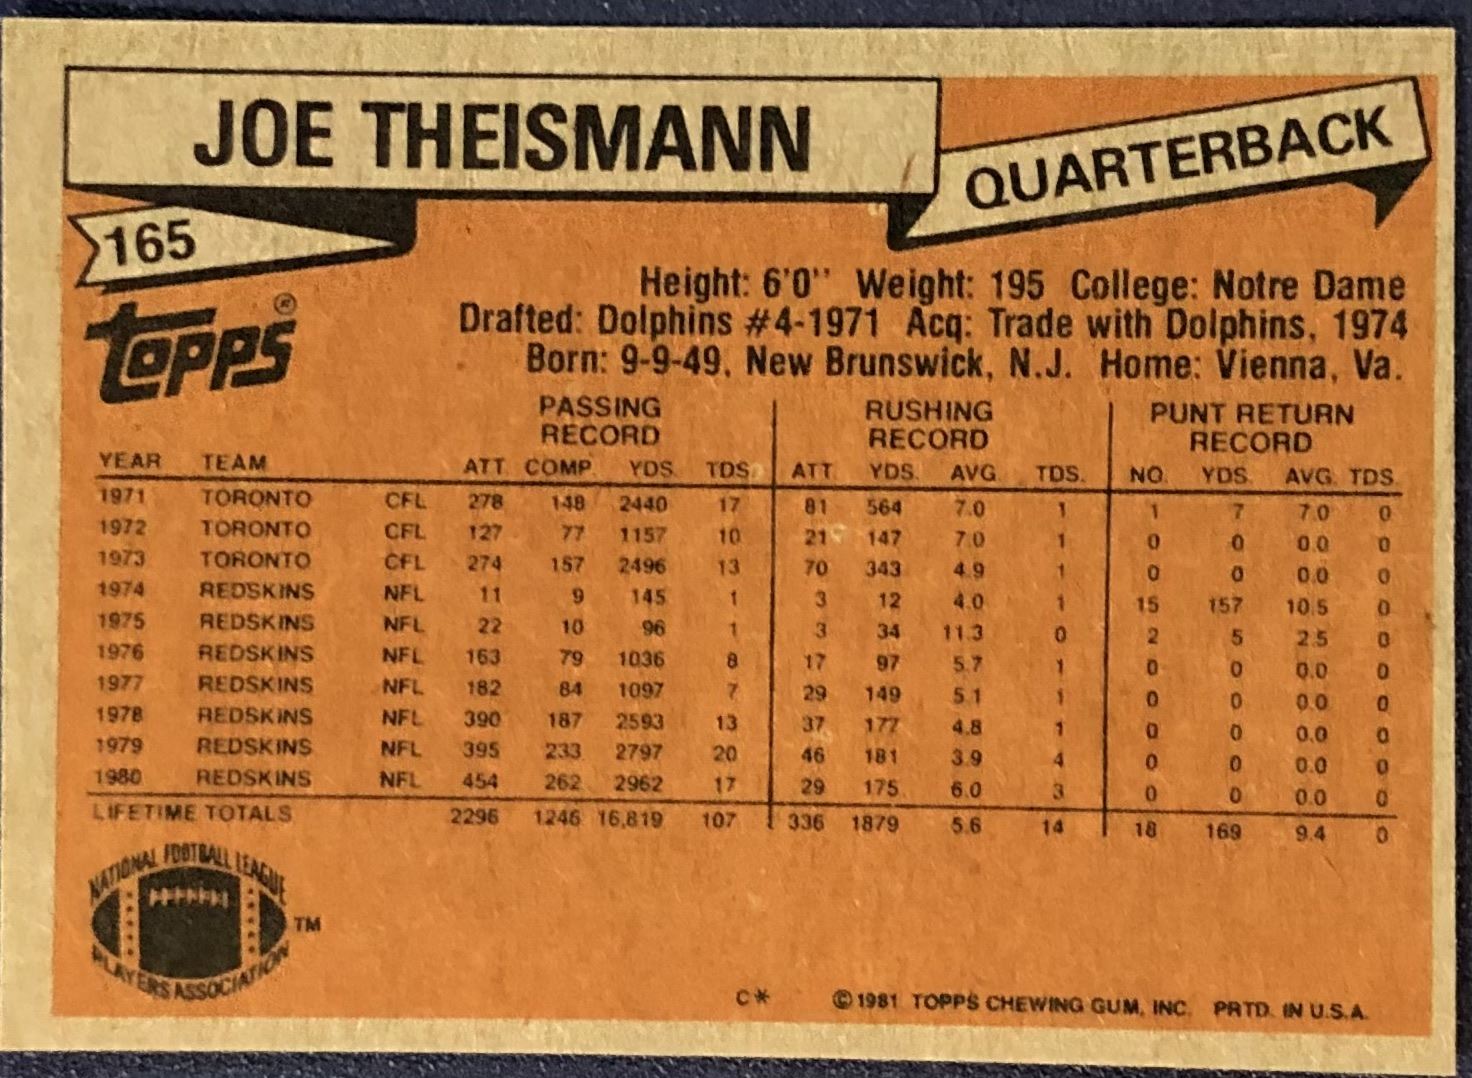 JOE THEISMANN
QUARTERBACK
165
TOPPS®
Height: 6'0" Weight: 195 College: Notre Dame
Drafted: Dolphins #4-1971 Acq: Trade with Dolphins, 1974
Born: 9-9-49, New Brunswick, N.J. Home: Vienna, Va.
PASSING RECORD RUSHING RECORD PUNT RETURN RECORD
YEAR TEAM ATT COMP. YDS. TDS. ATT. YDS. AVG. TDS. NO. YDS. AVG. TDS.
1971 TORONTO CFL 278 148 2440 17 81 564 7.0 1 1 7 7.0 0
1972 TORONTO CFL 127 77 1157 10 21 147 7.0 1 0 0 0.0 0
1973 TORONTO CFL 274 157 2496 13 70 343 4.9 1 0 0 0.0 0
1974 REDSKINS NFL 11 9 145 1 3 12 4.0 1 15 157 10.5 0
1975 REDSKINS NFL 22 10 96 1 3 34 11.3 0 2 5 2.5 0
1976 REDSKINS NFL 163 79 1036 8 17 97 5.7 1 0 0 0.0 0
1977 REDSKINS NFL 182 84 1097 7 29 149 5.1 1 0 0 0.0 0
1978 REDSKINS NFL 390 187 2593 13 37 177 4.8 1 0 0 0.0 0
1979 REDSKINS NFL 395 233 2797 20 46 181 3.9 4 0 0 0.0 0
1980 REDSKINS NFL 454 262 2962 17 29 175 6.0 3 0 0 0.0 0
LIFETIME TOTALS 2296 1246 16,819 107 336 1879 5.6 14 18 169 9.4 0
NATIONAL FOOTBALL LEAGUE
PLAYERS ASSOCIATION
TM
C* ©1981 TOPPS CHEWING GUM, INC. PRTD. IN U.S.A.